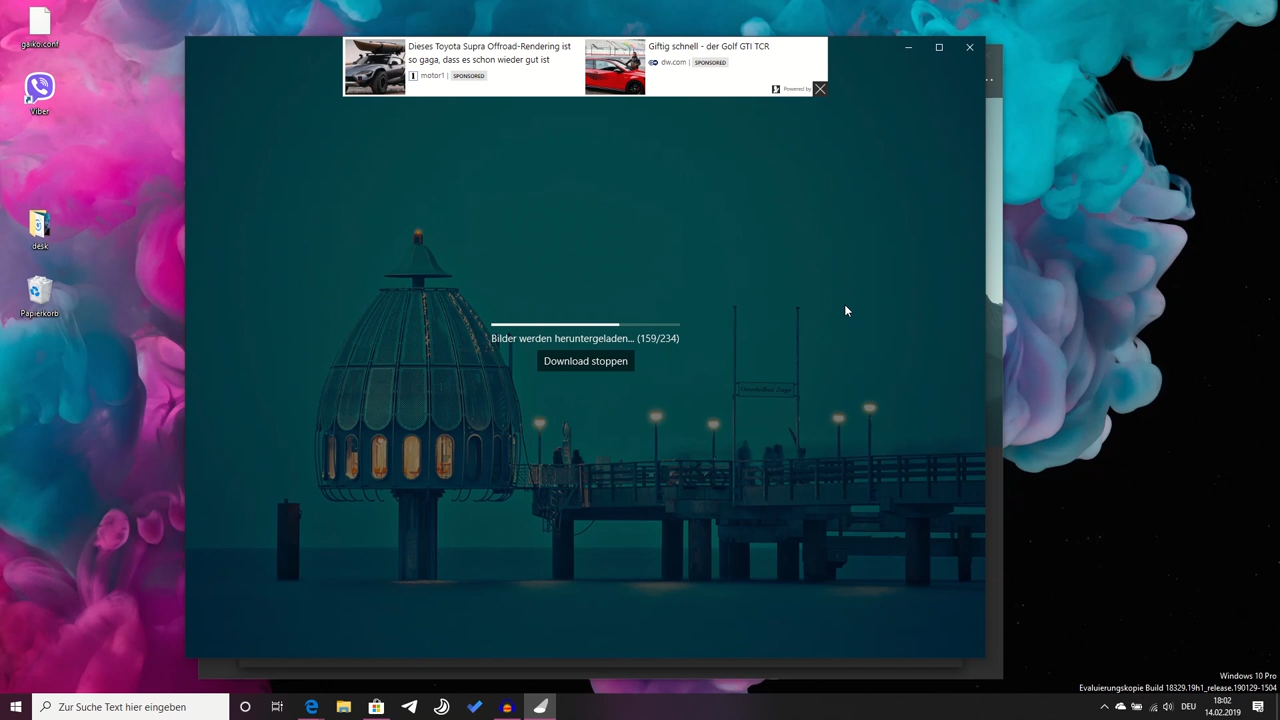 gaiko.conf
Viber
desk
Papierkorb
Dieses Toyota Supra Offroad-Rendering ist
so gaga, dass es schon wieder gut ist
1 motor1 | SPONSORED
Giftig schnell - der Golf GTI TCR
dw.com | SPONSORED
Powered by
Bilder werden heruntergeladen... (159/234)
Download stoppen
Windows 10 Pro
Evaluierungskopie Build 18329.19h1_release.190129-1504
Zur Suche Text hier eingeben
DEU
18:02
14.02.2019